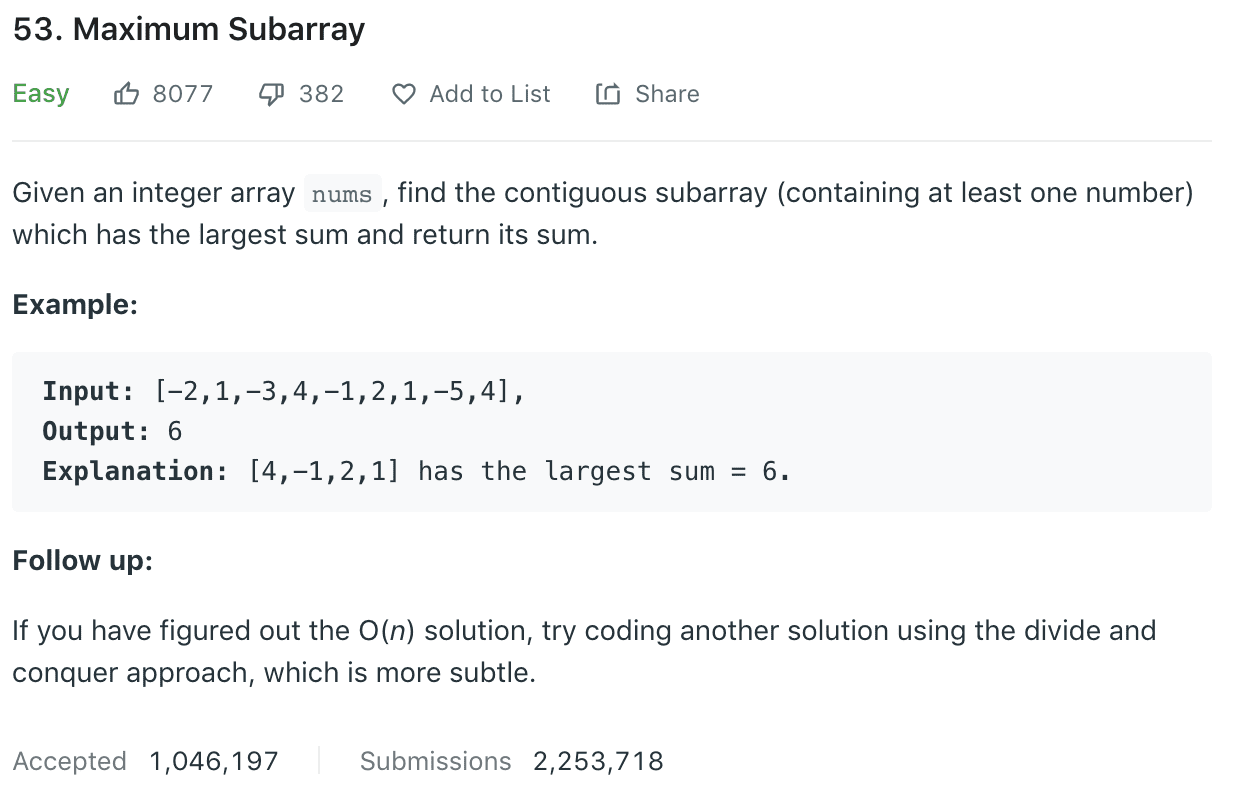 53. Maximum Subarray
Easy 8077 382 Add to List Share
Given an integer array nums , find the contiguous subarray (containing at least one number)
which has the largest sum and return its sum.
Example:
Input: [−2,1,−3,4,−1,2,1,−5,4],
Output: 6
Explanation: [4,−1,2,1] has the largest sum = 6.
Follow up:
If you have figured out the O(n) solution, try coding another solution using the divide and
conquer approach, which is more subtle.
Accepted 1,046,197 Submissions 2,253,718